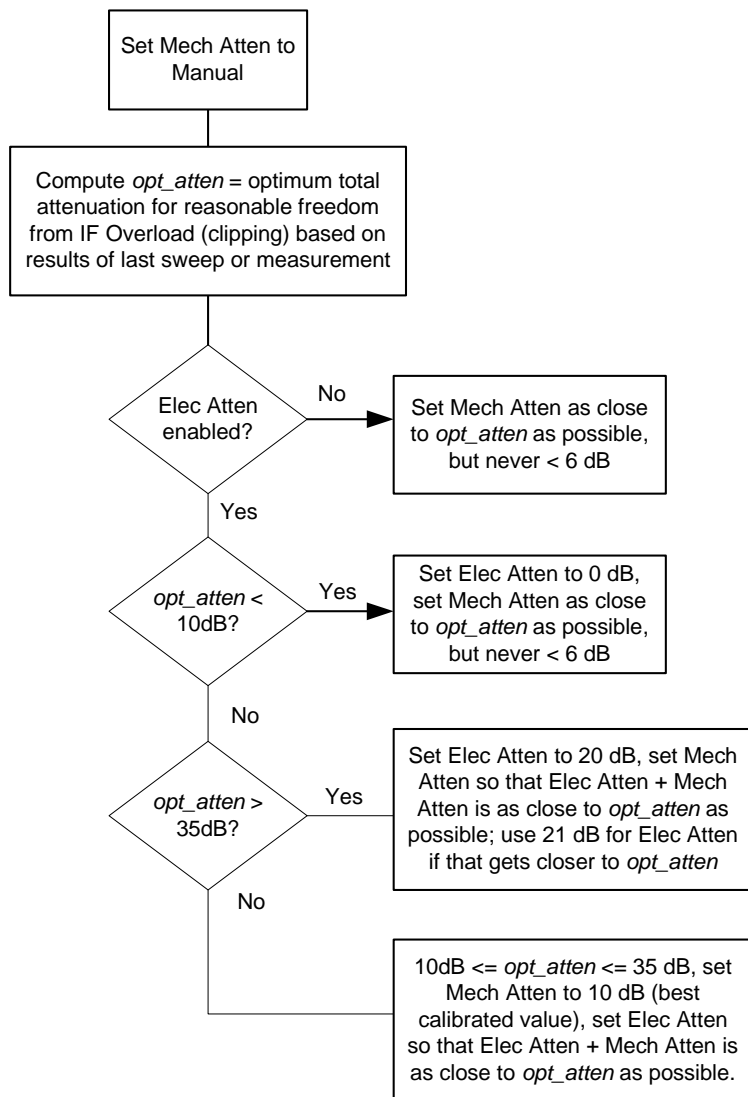 Set Mech Atten to
Manual
Compute opt_atten = optimum total
attenuation for reasonable freedom
from IF Overload (clipping) based on
results of last sweep or measurement
Elec Atten
enabled?
No
Set Mech Atten as close
to opt_atten as possible,
but never < 6 dB
Yes
opt_atten <
10dB?
Yes
Set Elec Atten to 0 dB,
set Mech Atten as close
to opt_atten as possible,
but never < 6 dB
No
opt_atten >
35dB?
Yes
Set Elec Atten to 20 dB, set Mech
Atten so that Elec Atten + Mech
Atten is as close to opt_atten as
possible; use 21 dB for Elec Atten
if that gets closer to opt_atten
No
10dB <= opt_atten <= 35 dB, set
Mech Atten to 10 dB (best
calibrated value), set Elec Atten
so that Elec Atten + Mech Atten is
as close to opt_atten as possible.